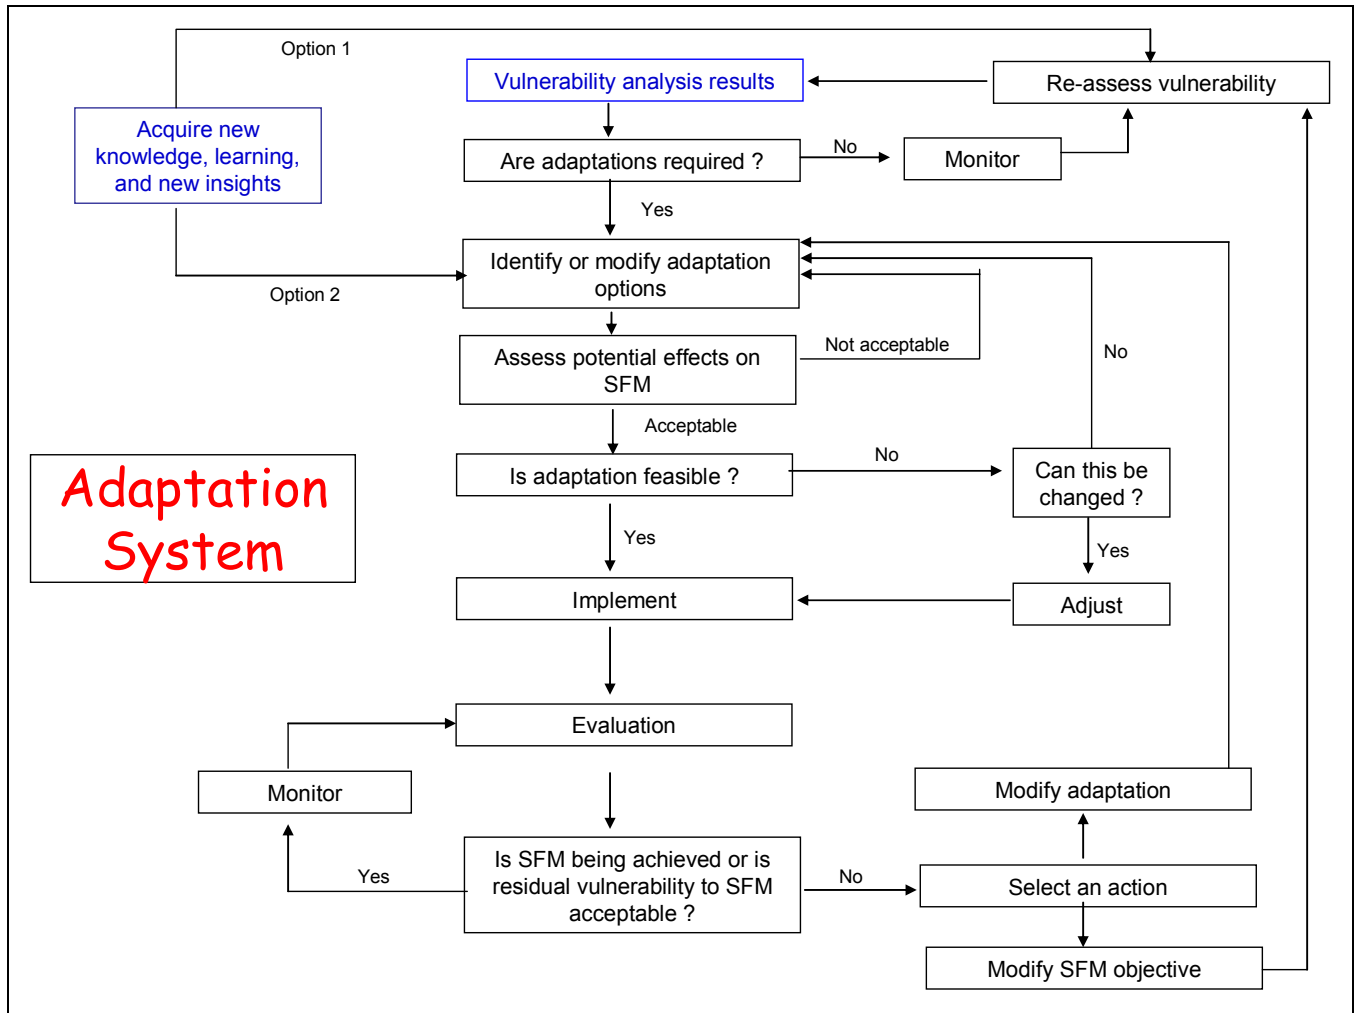 Option 1
Vulnerability analysis results
Re-assess vulnerability
Acquire new
knowledge, learning,
and new insights
Are adaptations required ?
No
Monitor
Yes
Identify or modify adaptation
options
Option 2
Assess potential effects on
SFM
Not acceptable
No
Acceptable
Adaptation
System
Is adaptation feasible ?
No
Can this be
changed ?
Yes
Yes
Implement
Adjust
Evaluation
Monitor
Modify adaptation
Is SFM being achieved or is
residual vulnerability to SFM
acceptable ?
Yes
No
Select an action
Modify SFM objective